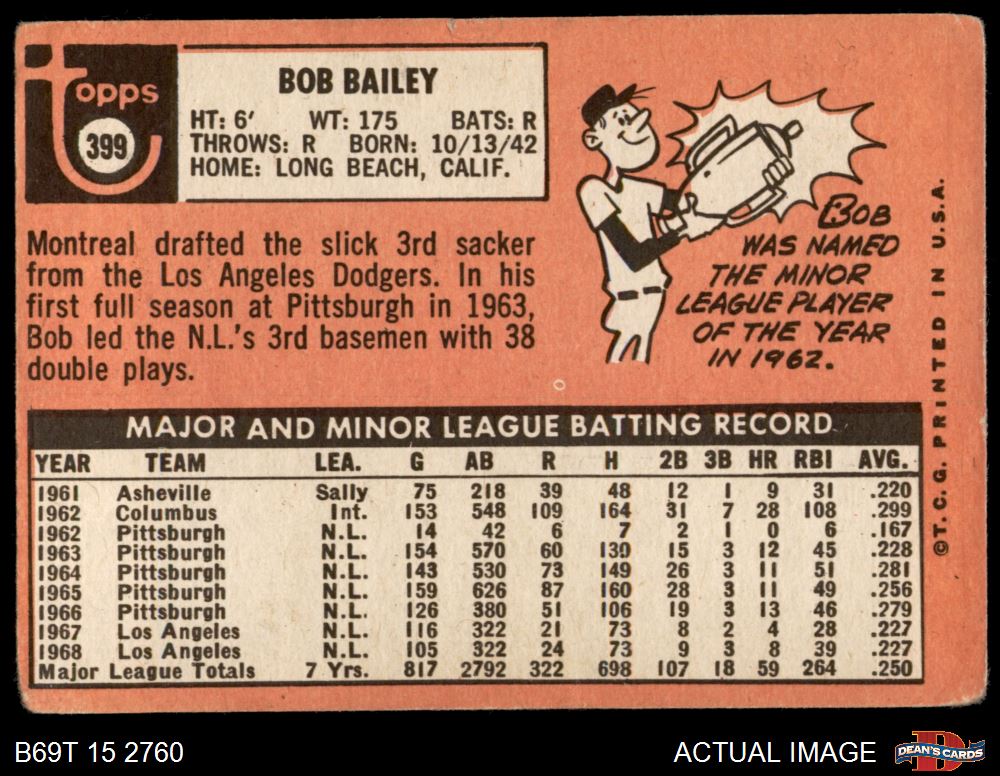 Topps
399
BOB BAILEY
HT: 6' WT: 175 BATS: R
THROWS: R BORN: 10/13/42
HOME: LONG BEACH, CALIF.
Montreal drafted the slick 3rd sacker
from the Los Angeles Dodgers. In his
first full season at Pittsburgh in 1963,
Bob led the N.L.'s 3rd basemen with 38
double plays.
BOB
WAS NAMED
THE MINOR
LEAGUE PLAYER
OF THE YEAR
IN 1962.
©T.C.G. PRINTED IN U.S.A.
MAJOR AND MINOR LEAGUE BATTING RECORD
YEAR TEAM LEA. G AB R H 2B 3B HR RBI AVG.
1961 Asheville Sally 75 218 39 48 12 1 9 31 .220
1962 Columbus Int. 153 548 109 164 31 7 28 108 .299
1962 Pittsburgh N.L. 14 42 6 7 2 1 0 6 .167
1963 Pittsburgh N.L. 154 570 60 130 15 3 12 45 .228
1964 Pittsburgh N.L. 143 530 73 149 26 3 11 51 .281
1965 Pittsburgh N.L. 159 626 87 160 28 3 11 49 .256
1966 Pittsburgh N.L. 126 380 51 106 19 3 13 46 .279
1967 Los Angeles N.L. 116 322 21 73 8 2 4 28 .227
1968 Los Angeles N.L. 105 322 24 73 9 3 8 39 .227
Major League Totals 7 Yrs. 817 2792 322 698 107 18 59 264 .250
B69T 15 2760
ACTUAL IMAGE
DEAN'S CARDS